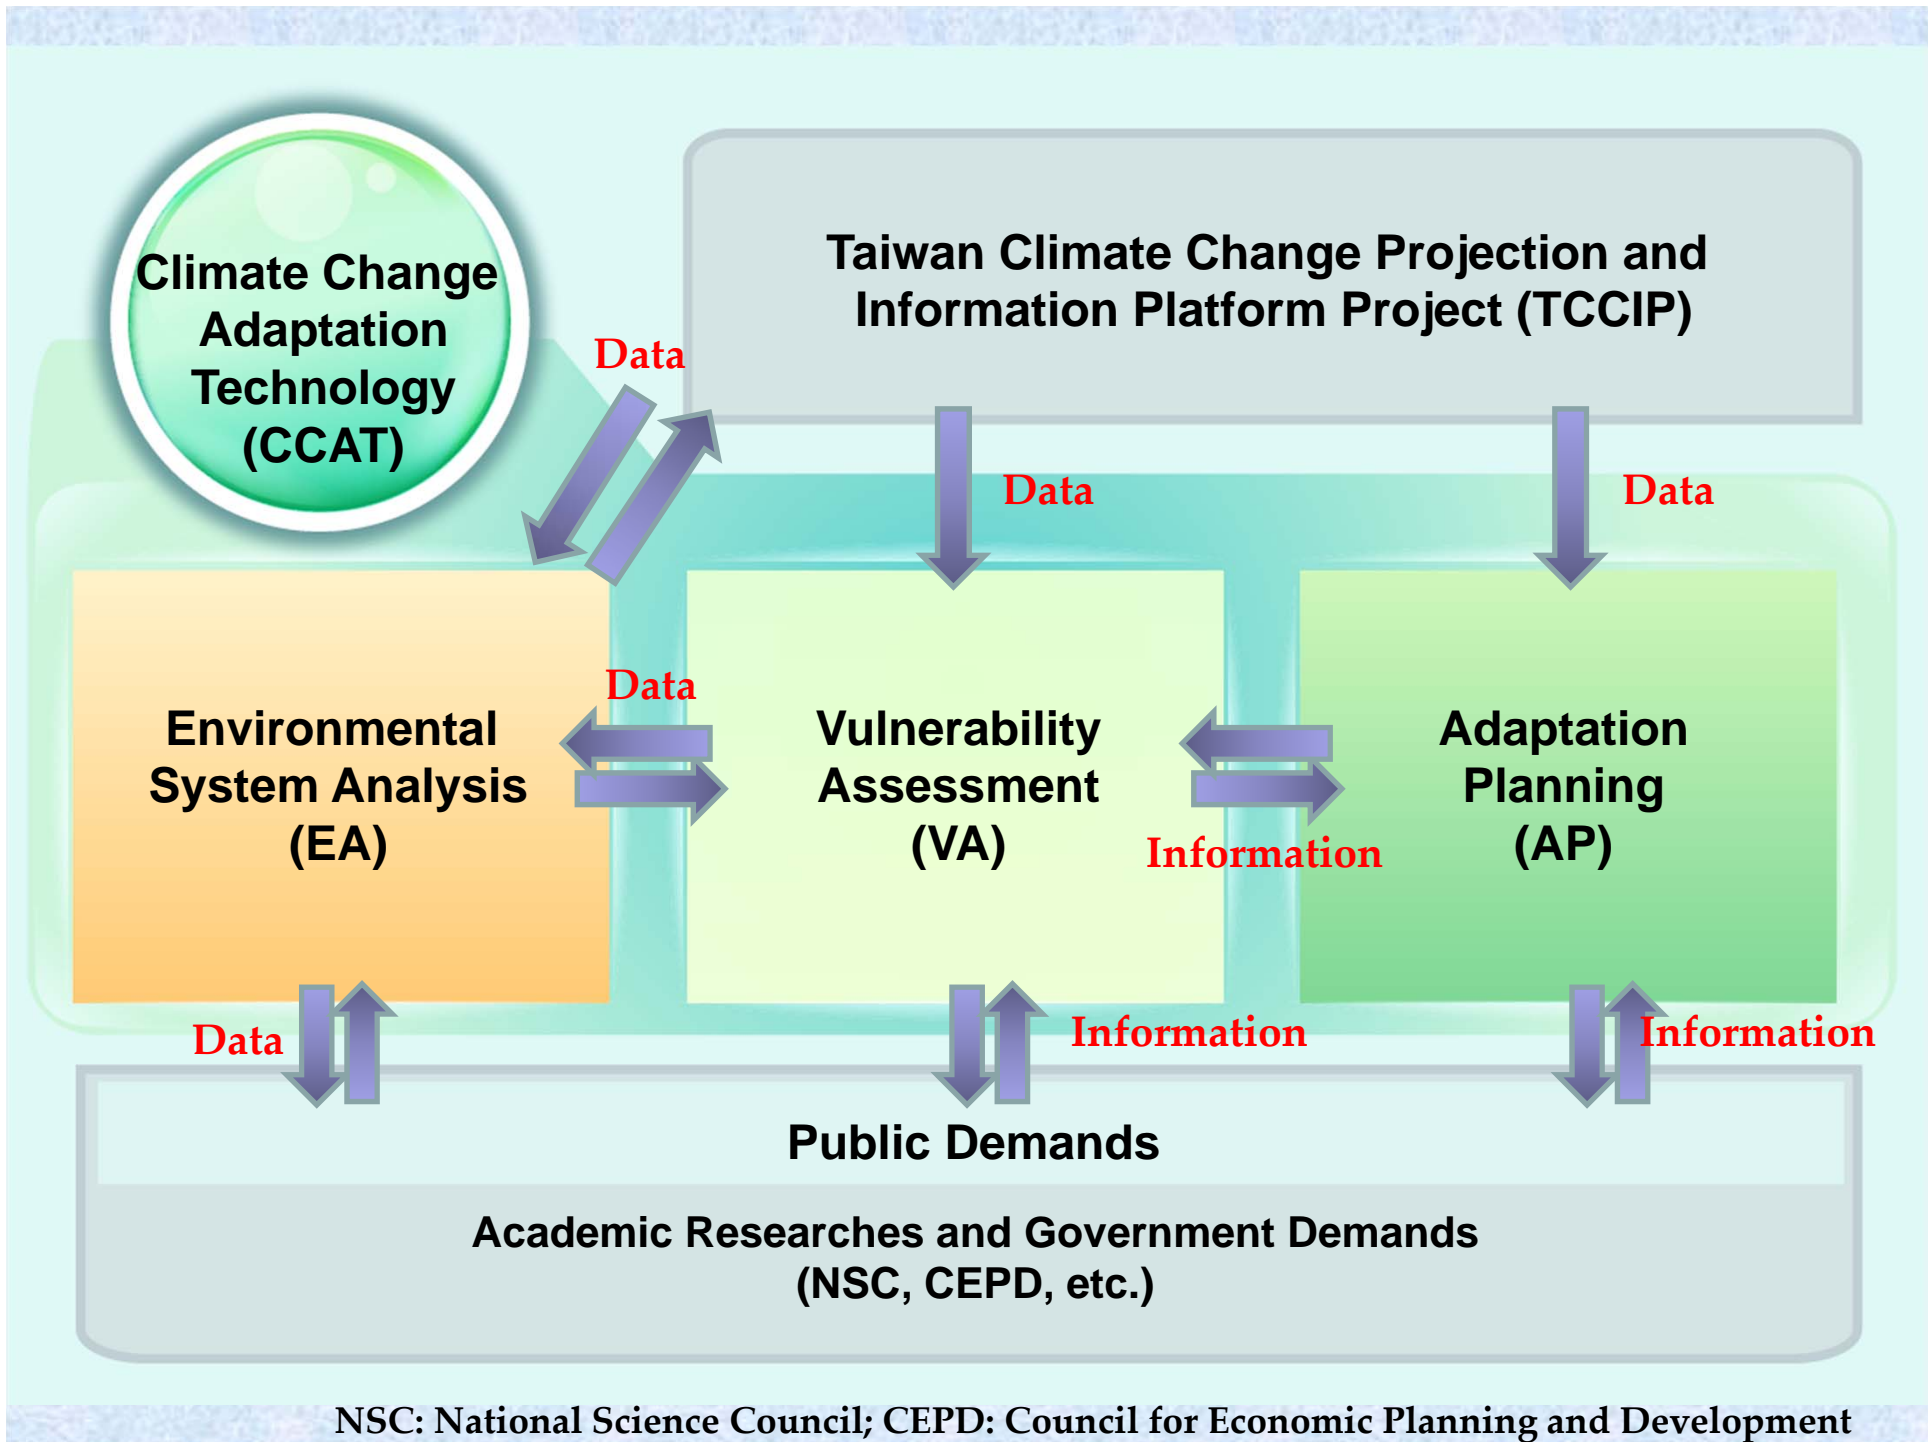 Climate Change
Adaptation
Technology
(CCAT)
Taiwan Climate Change Projection and
Information Platform Project (TCCIP)
Data
Data
Data
Environmental
System Analysis
(EA)
Data
Vulnerability
Assessment
(VA)
Information
Adaptation
Planning
(AP)
Data
Information
Information
Public Demands
Academic Researches and Government Demands
(NSC, CEPD, etc.)
NSC: National Science Council; CEPD: Council for Economic Planning and Development